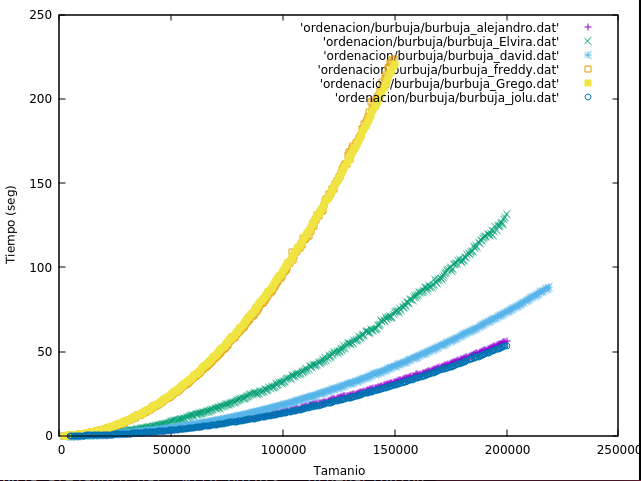 250
'ordenacion/burbuja/burbuja_alejandro.dat'
'ordenacion/burbuja/burbuja_Elvira.dat'
'ordenacion/burbuja/burbuja_david.dat'
'ordenacion/burbuja/burbuja_freddy.dat'
'ordenacion/burbuja/burbuja_Grego.dat'
'ordenacion/burbuja/burbuja_jolu.dat'
200
150
100
50
0
Tiempo (seg)
0 50000 100000 150000 200000 250000
Tamanio